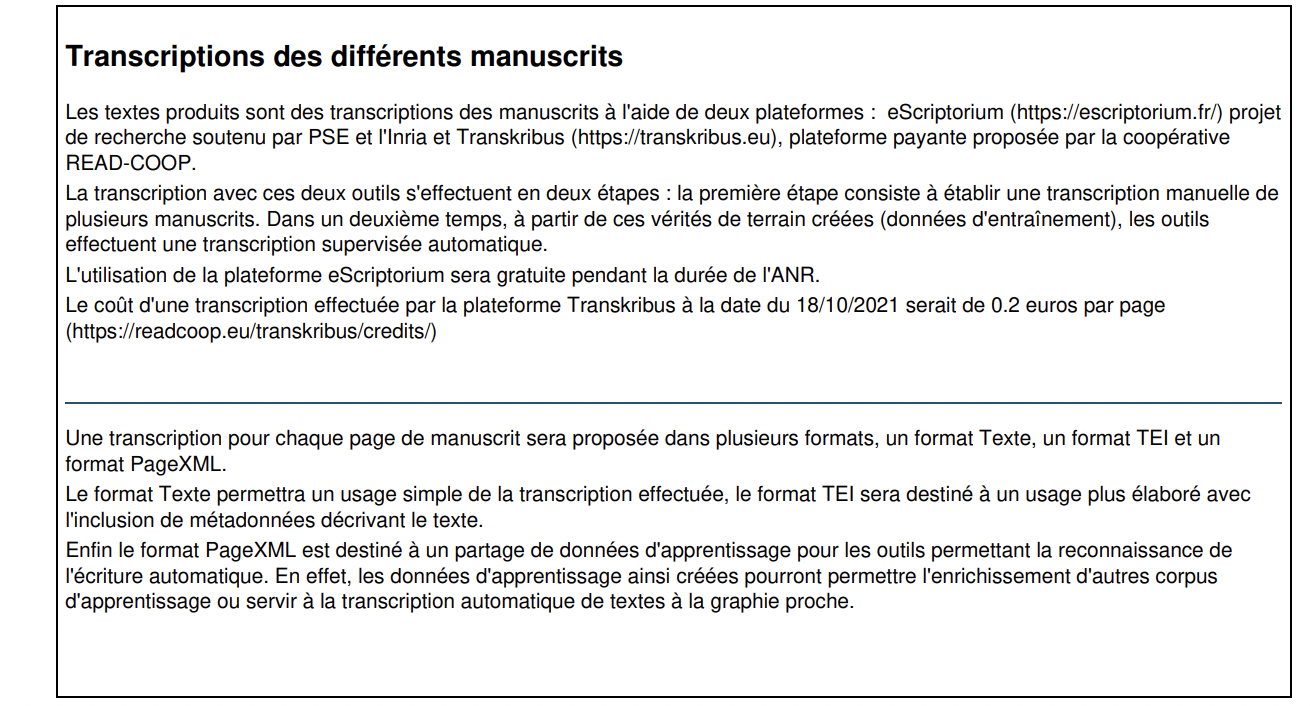 Transcriptions des différents manuscrits
Les textes produits sont des transcriptions des manuscrits à l'aide de deux plateformes :  eScriptorium (https://escriptorium.fr/) projet
de recherche soutenu par PSE et l'Inria et Transkribus (https://transkribus.eu), plateforme payante proposée par la coopérative
READ-COOP.
La transcription avec ces deux outils s'effectuent en deux étapes : la première étape consiste à établir une transcription manuelle de
plusieurs manuscrits. Dans un deuxième temps, à partir de ces vérités de terrain créées (données d'entraînement), les outils
effectuent une transcription supervisée automatique.
L'utilisation de la plateforme eScriptorium sera gratuite pendant la durée de l'ANR.
Le coût d'une transcription effectuée par la plateforme Transkribus à la date du 18/10/2021 serait de 0.2 euros par page
(https://readcoop.eu/transkribus/credits/)
Une transcription pour chaque page de manuscrit sera proposée dans plusieurs formats, un format Texte, un format TEI et un
format PageXML.
Le format Texte permettra un usage simple de la transcription effectuée, le format TEI sera destiné à un usage plus élaboré avec
l'inclusion de métadonnées décrivant le texte.
Enfin le format PageXML est destiné à un partage de données d'apprentissage pour les outils permettant la reconnaissance de
l'écriture automatique. En effet, les données d'apprentissage ainsi créées pourront permettre l'enrichissement d'autres corpus
d'apprentissage ou servir à la transcription automatique de textes à la graphie proche.